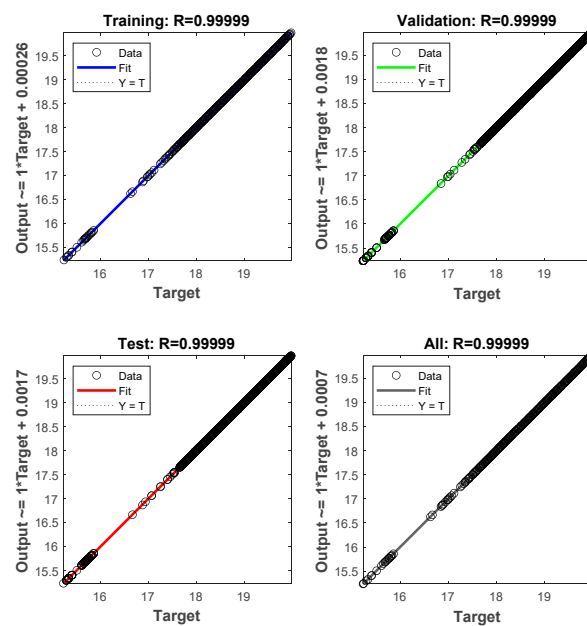 Training: R=0.99999
Output ~= 1*Target + 0.00026
19.5
19
18.5
18
17.5
17
16.5
16
15.5
Data
Fit
Y = T
16 17 18 19
Target
Validation: R=0.99999
Output ~= 1*Target + 0.0018
19.5
19
18.5
18
17.5
17
16.5
16
15.5
Data
Fit
Y = T
16 17 18 19
Target
Test: R=0.99999
Output ~= 1*Target + 0.0017
19.5
19
18.5
18
17.5
17
16.5
16
15.5
Data
Fit
Y = T
16 17 18 19
Target
All: R=0.99999
Output ~= 1*Target + 0.0007
19.5
19
18.5
18
17.5
17
16.5
16
15.5
Data
Fit
Y = T
16 17 18 19
Target